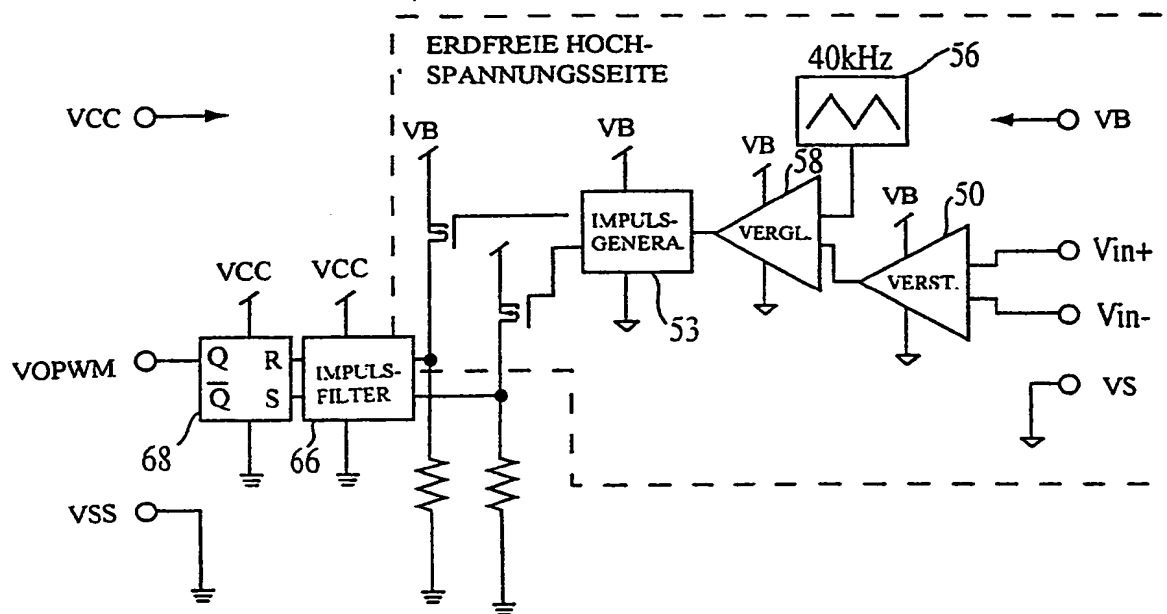 ERDFREIE HOCH-
SPANNUNGSSEITE
40kHz
56
VCC
VB
VB
VB
VB
58
VB
50
IMPULS-
GENERA.
VERGL.
VERST.
Vin+
Vin-
53
VCC
VCC
VOPWM
Q R
Q̅ S
IMPULS-
FILTER
68
66
VS
VSS